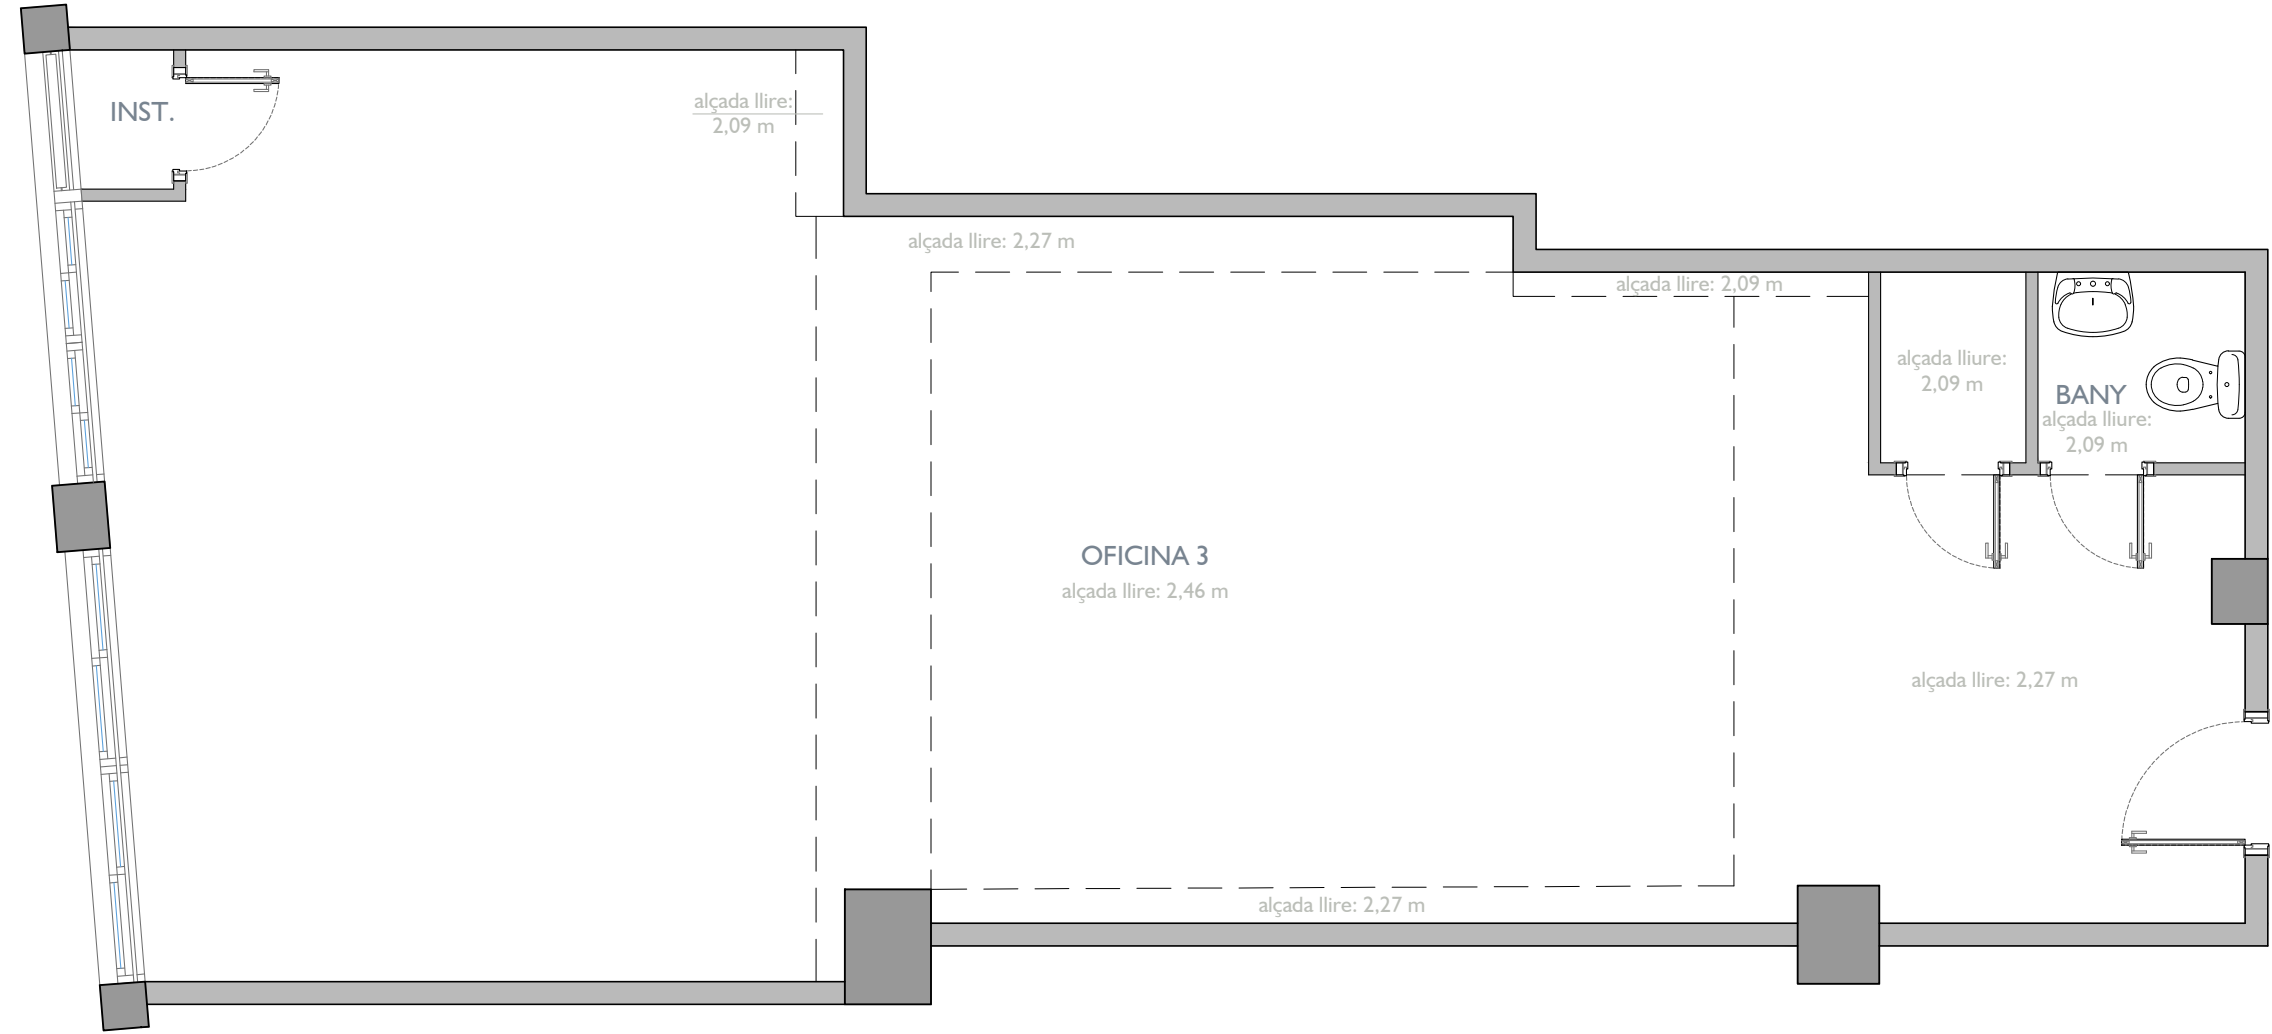 INST.
alçada llire:
2,09 m
alçada llire: 2,27 m
alçada llire: 2,09 m
alçada lliure:
2,09 m
BANY
alçada lliure:
2,09 m
OFICINA 3
alçada llire: 2,46 m
alçada llire: 2,27 m
alçada llire: 2,27 m